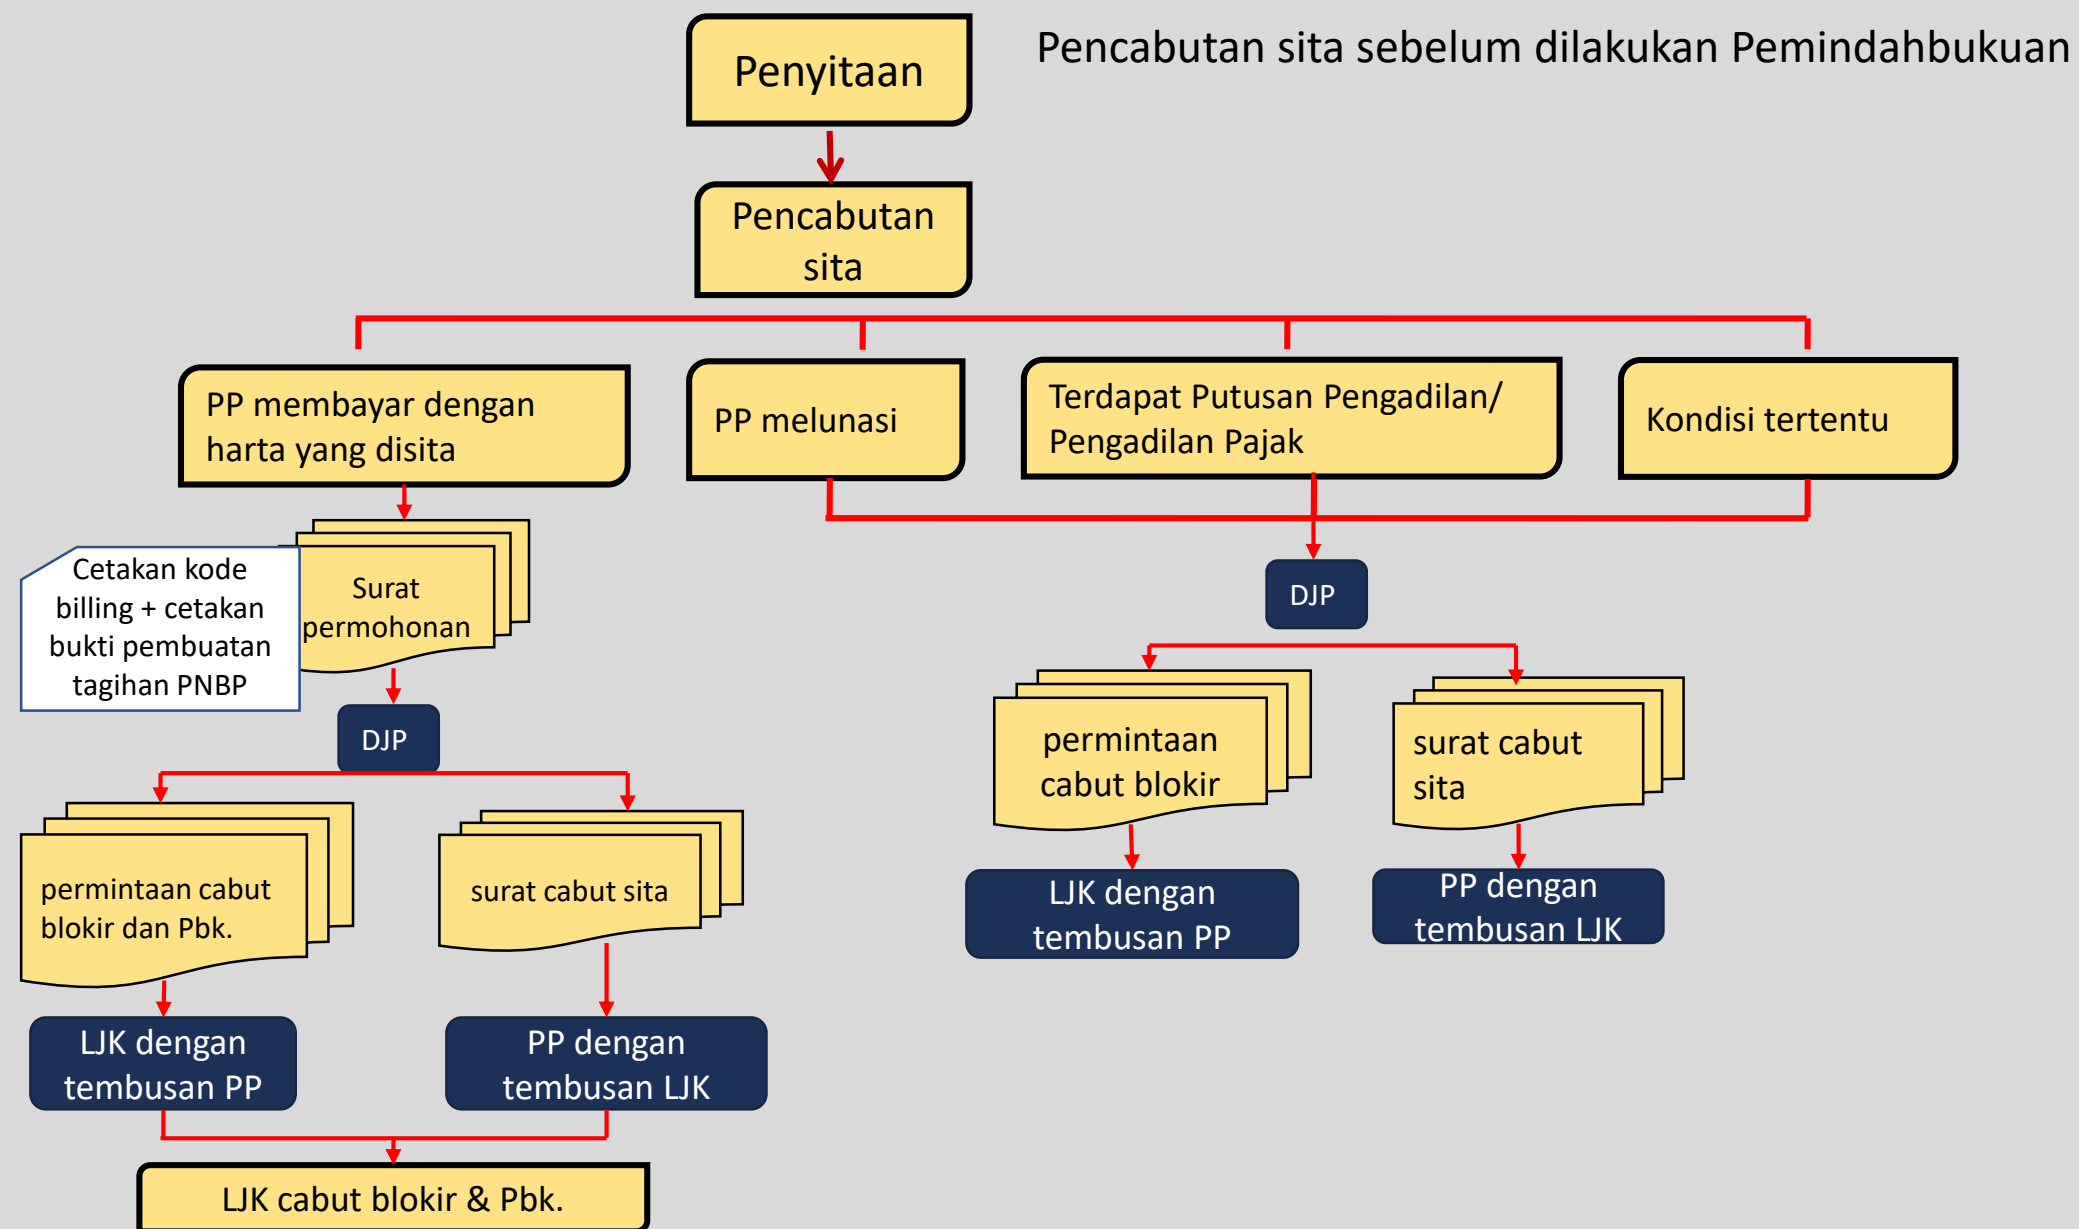 Pencabutan sita sebelum dilakukan Pemindahbukuan
Penyitaan
Pencabutan
sita
PP membayar dengan
harta yang disita
PP melunasi
Terdapat Putusan Pengadilan/
Pengadilan Pajak
Kondisi tertentu
Cetakan kode
billing + cetakan
bukti pembuatan
tagihan PNBP
Surat
permohonan
DJP
permintaan cabut
blokir dan Pbk.
surat cabut sita
LJK dengan
tembusan PP
PP dengan
tembusan LJK
LJK cabut blokir & Pbk.
DJP
permintaan
cabut blokir
surat cabut
sita
LJK dengan
tembusan PP
PP dengan
tembusan LJK